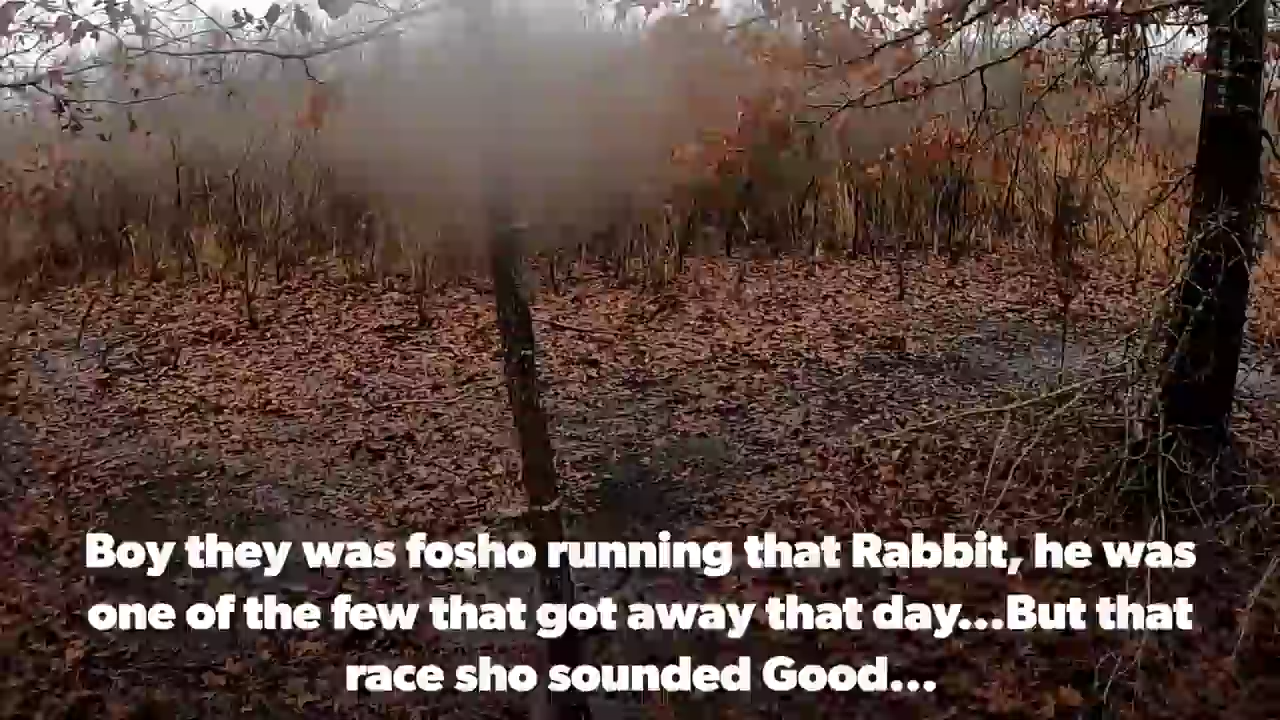 Boy they was fosho running that Rabbit, he was
one of the few that got away that day...But that
race sho sounded Good...